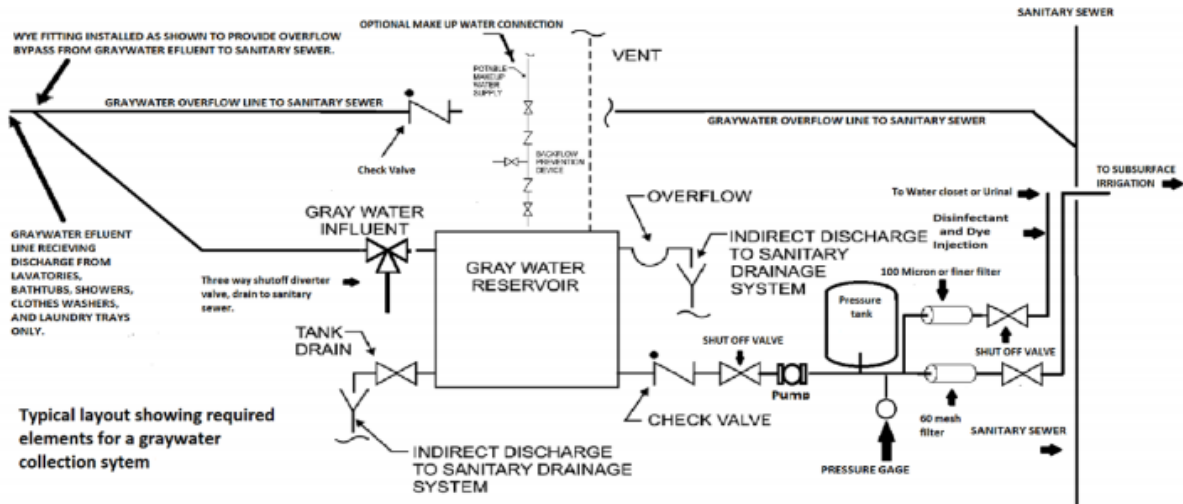 OPTIONAL MAKE UP WATER CONNECTION
SANITARY SEWER
WYE FITTING INSTALLED AS SHOWN TO PROVIDE OVERFLOW
BYPASS FROM GRAYWATER EFLUENT TO SANITARY SEWER.
VENT
POTABLE
MAKEUP
WATER
SUPPLY
GRAYWATER OVERFLOW LINE TO SANITARY SEWER
GRAYWATER OVERFLOW LINE TO SANITARY SEWER
Check Valve
BACKFLOW
PREVENTION
DEVICE
TO SUBSURFACE
IRRIGATION
To Water closet or Urinal
OVERFLOW
GRAY WATER
INFLUENT
Disinfectant
and Dye
Injection
GRAYWATER EFLUENT
LINE RECIEVING
DISCHARGE FROM
LAVATORIES,
BATHTUBS, SHOWERS,
CLOTHES WASHERS,
AND LAUNDRY TRAYS
ONLY.
INDIRECT DISCHARGE
TO SANITARY
DRAINAGE
SYSTEM
GRAY WATER
RESERVOIR
Three way shutoff diverter
valve, drain to sanitary
sewer.
100 Micron or finer filter
Pressure
tank
TANK
DRAIN
SHUT OFF VALVE
SHUT OFF VALVE
Pump
CHECK VALVE
60 mesh
filter
SANITARY SEWER
Typical layout showing required
elements for a graywater
collection sytem
INDIRECT DISCHARGE
TO SANITARY DRAINAGE
SYSTEM
PRESSURE GAGE